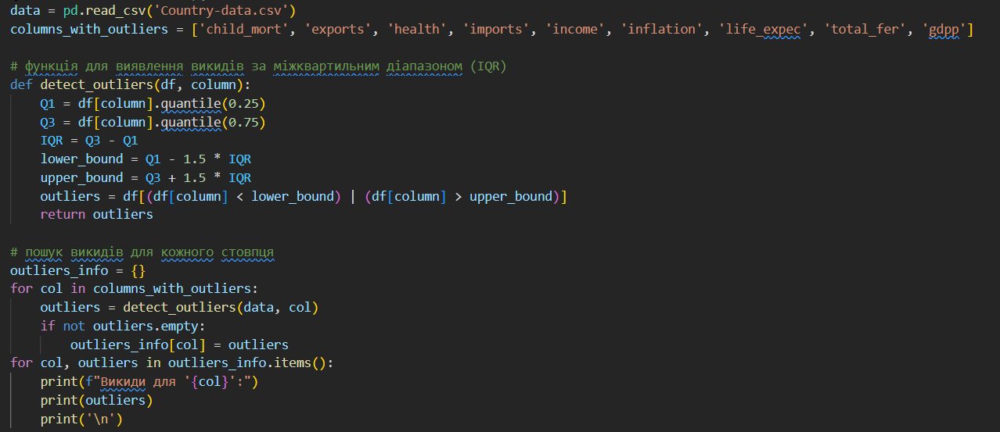 data = pd.read_csv('Country-data.csv')
columns_with_outliers = ['child_mort', 'exports', 'health', 'imports', 'income', 'inflation', 'life_expec', 'total_fer', 'gdpp']

# функція для виявлення викидів за міжквартильним діапазоном (IQR)
def detect_outliers(df, column):
    Q1 = df[column].quantile(0.25)
    Q3 = df[column].quantile(0.75)
    IQR = Q3 - Q1
    lower_bound = Q1 - 1.5 * IQR
    upper_bound = Q3 + 1.5 * IQR
    outliers = df[(df[column] < lower_bound) | (df[column] > upper_bound)]
    return outliers

# пошук викидів для кожного стовпця
outliers_info = {}
for col in columns_with_outliers:
    outliers = detect_outliers(data, col)
    if not outliers.empty:
        outliers_info[col] = outliers
for col, outliers in outliers_info.items():
    print(f"Викиди для '{col}':")
    print(outliers)
    print('\n')